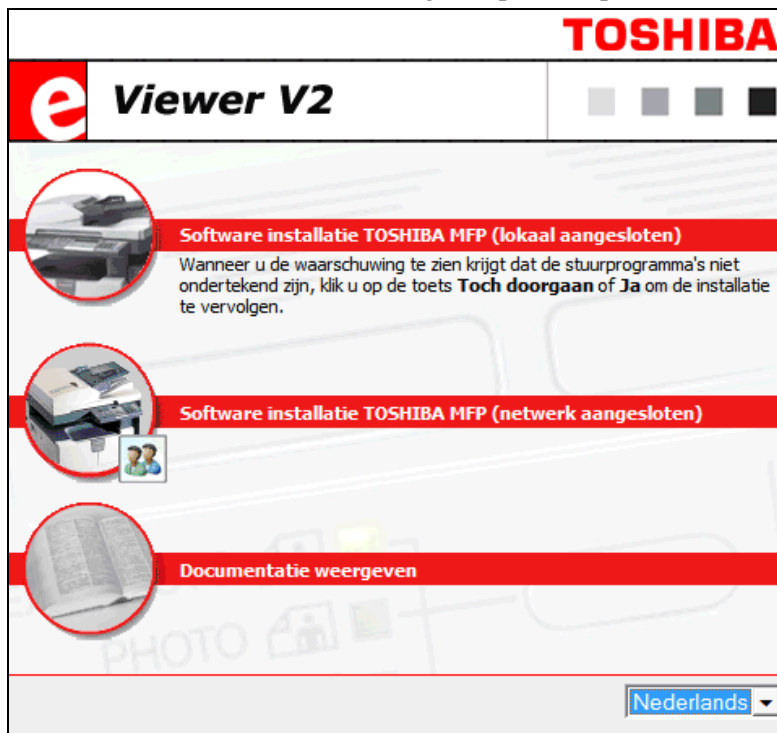 TOSHIBA
e Viewer V2
Software installatie TOSHIBA MFP (lokaal aangesloten)
Wanneer u de waarschuwing te zien krijgt dat de stuurprogramma's niet
ondertekend zijn, klik u op de toets Toch doorgaan of Ja om de installatie
te vervolgen.
Software installatie TOSHIBA MFP (netwerk aangesloten)
Documentatie weergeven
PHOTO
Nederlands